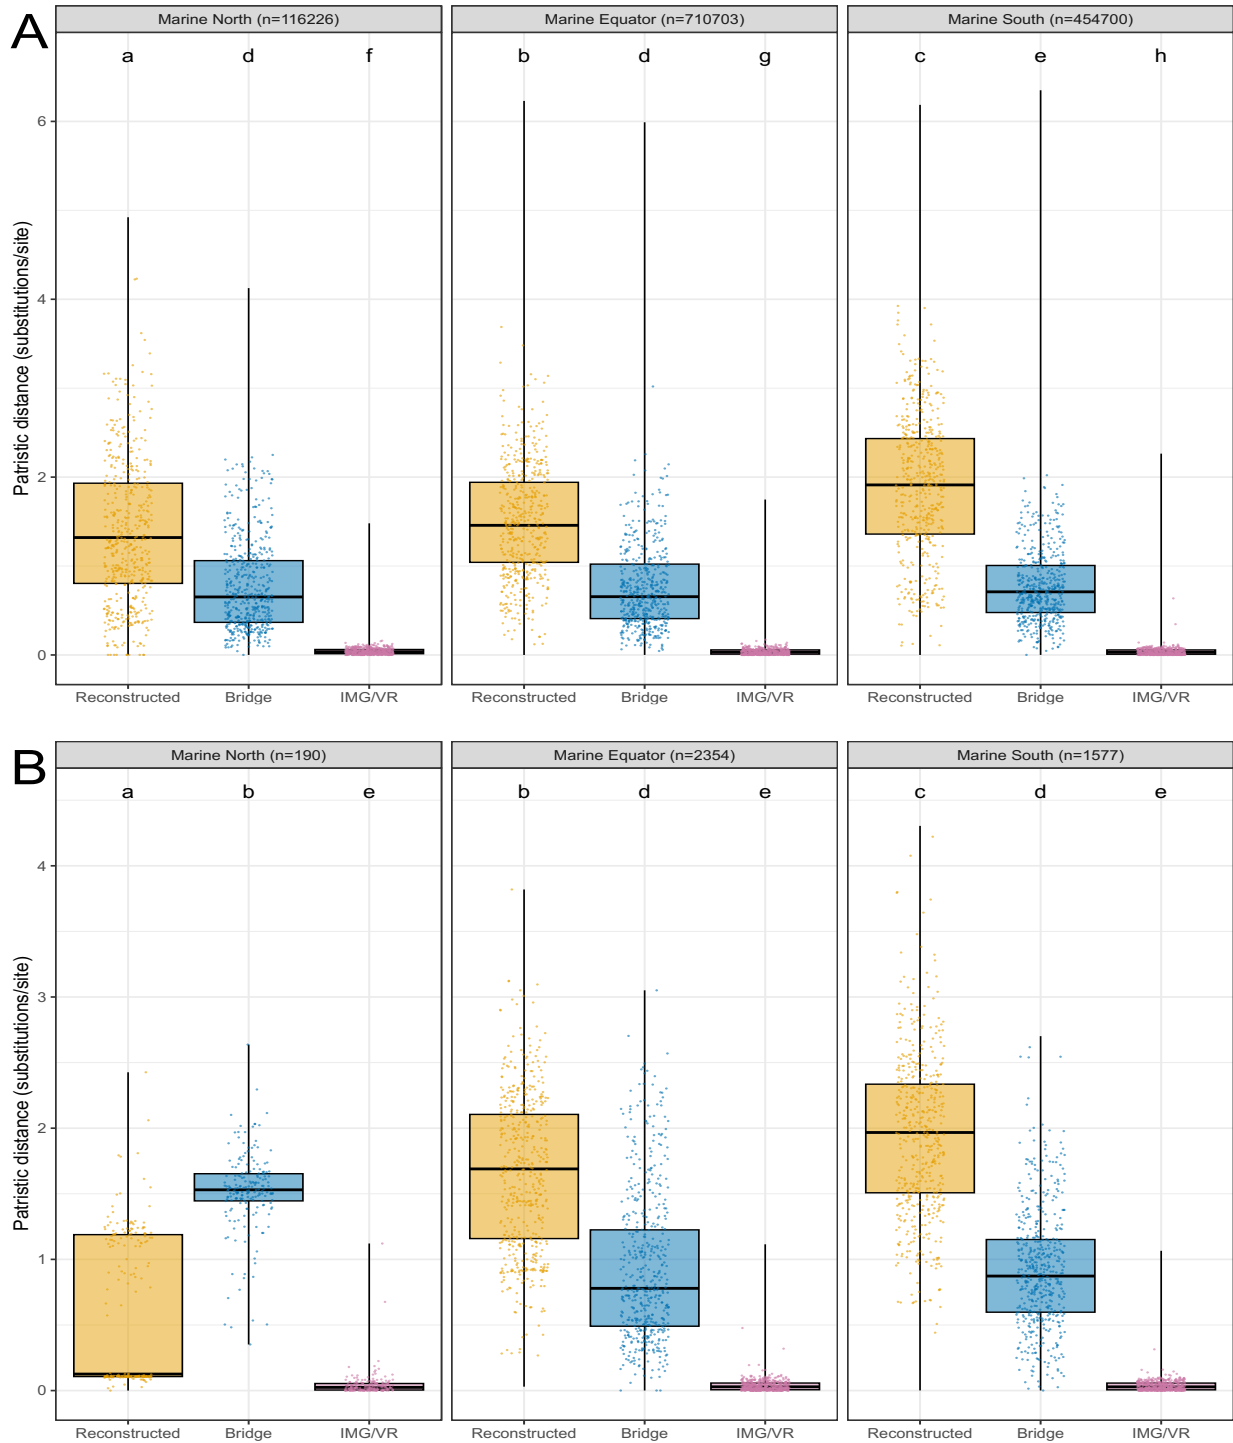 A
Marine North (n=116226)
Marine Equator (n=710703)
Marine South (n=454700)
a d f
b d g
c e h
Patristic distance (substitutions/site)
6
4
2
0
Reconstructed Bridge IMG/VR
Reconstructed Bridge IMG/VR
Reconstructed Bridge IMG/VR
B
Marine North (n=190)
Marine Equator (n=2354)
Marine South (n=1577)
a b e
b d e
c d e
Patristic distance (substitutions/site)
4
3
2
1
0
Reconstructed Bridge IMG/VR
Reconstructed Bridge IMG/VR
Reconstructed Bridge IMG/VR